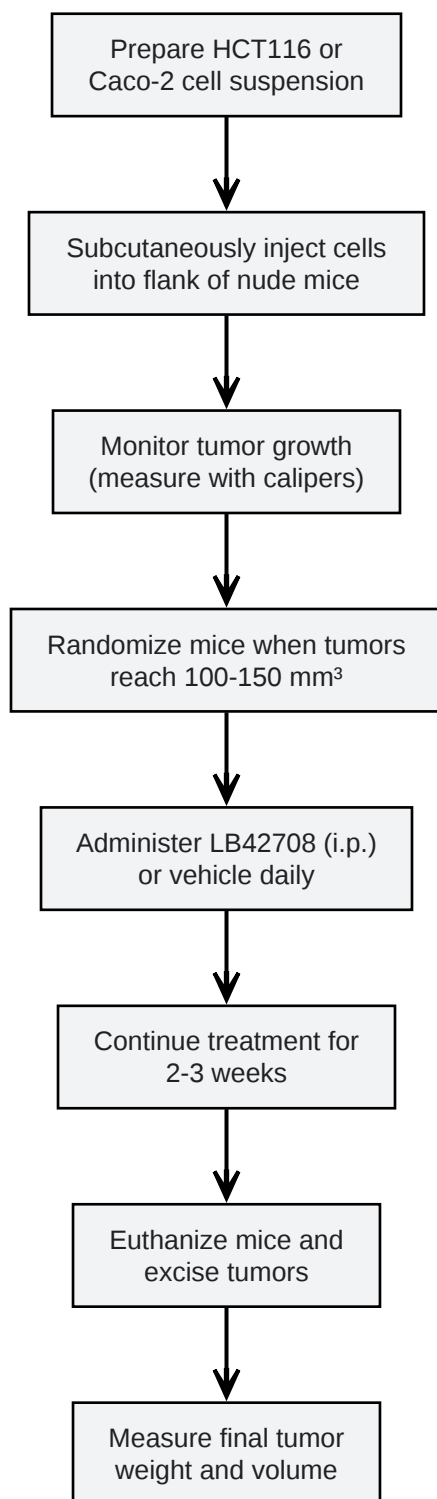 Prepare HCT116 or
Caco-2 cell suspension
Subcutaneously inject cells
into flank of nude mice
Monitor tumor growth
(measure with calipers)
Randomize mice when tumors
reach 100-150 mm³
Administer LB42708 (i.p.)
or vehicle daily
Continue treatment for
2-3 weeks
Euthanize mice and
excise tumors
Measure final tumor
weight and volume